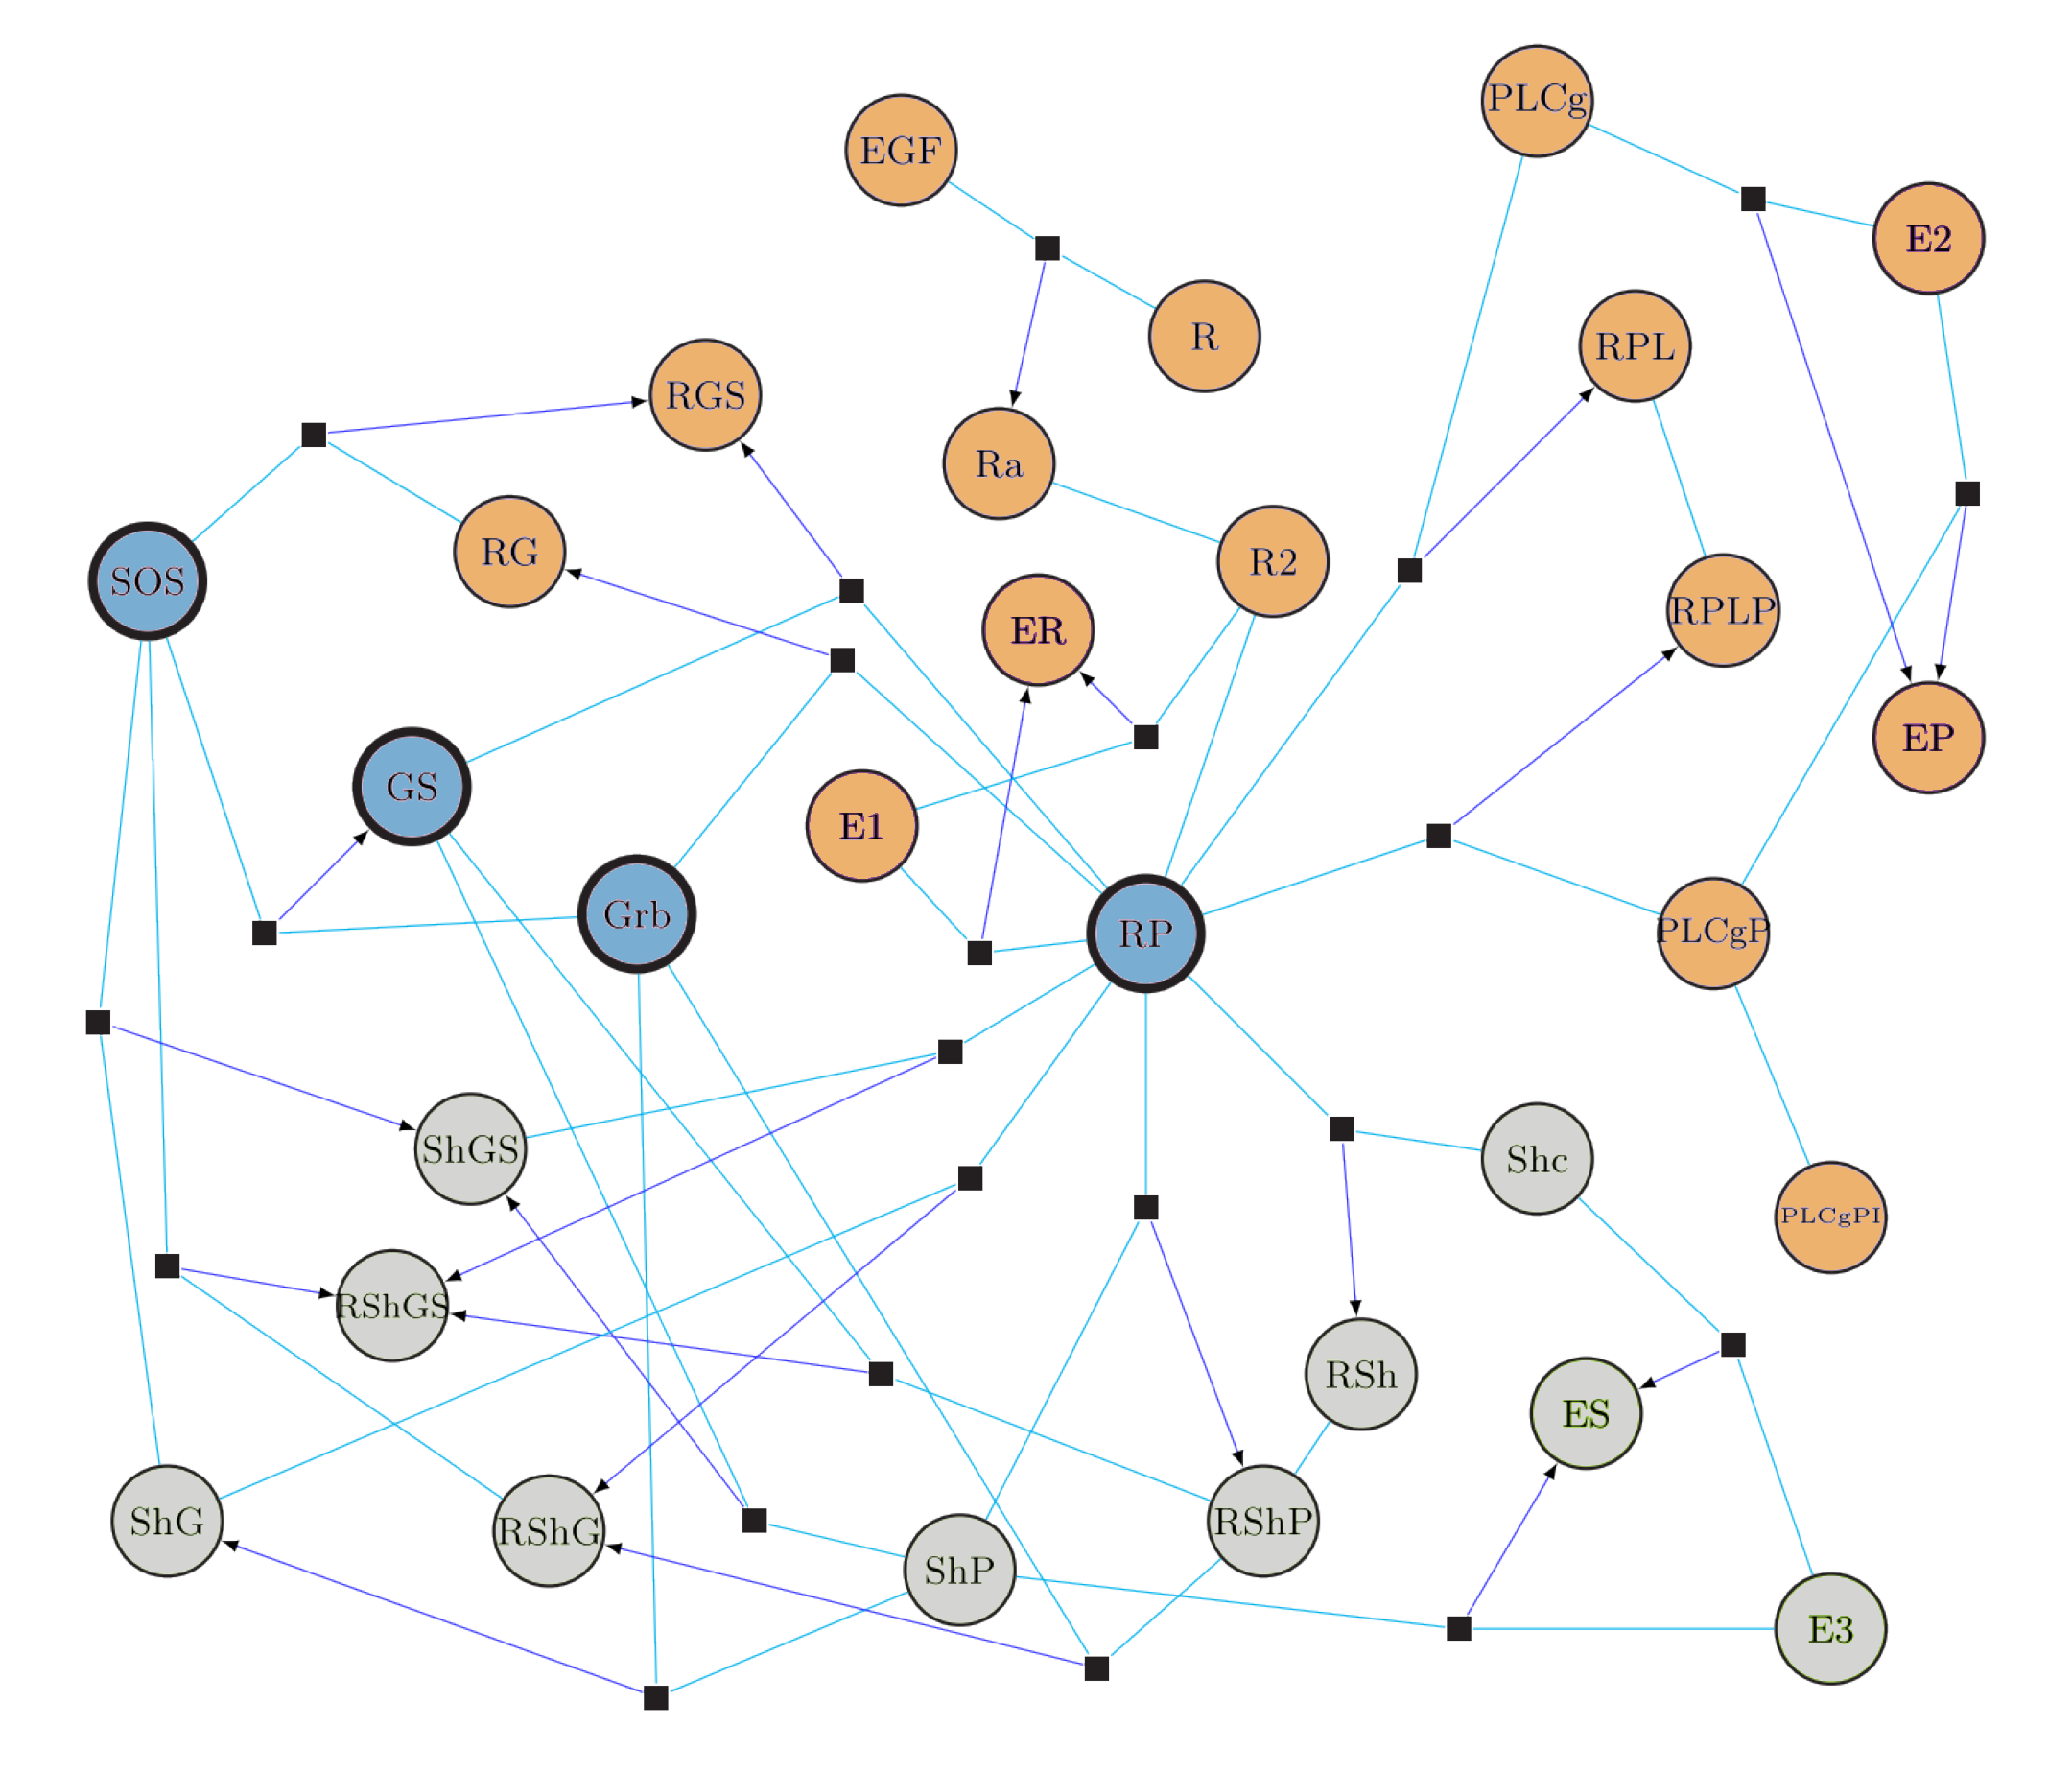 PLCg
EGF
E2
R
RPL
RGS
Ra
RG
R2
SOS
RPLP
ER
EP
GS
E1
Grb
RP
PLCgP
ShGS
Shc
PLCgPI
RShGS
RSh
ES
ShG
RShG
RShP
ShP
E3